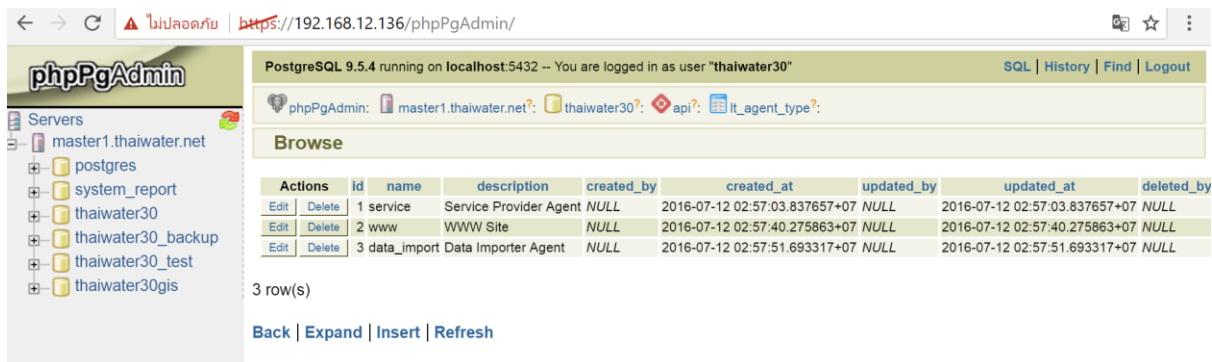 ไม่ปลอดภัย | https://192.168.12.136/phpPgAdmin/
phpPgAdmin
PostgreSQL 9.5.4 running on localhost:5432 -- You are logged in as user "thaiwater30"
SQL | History | Find | Logout
phpPgAdmin: master1.thaiwater.net?: thaiwater30?: api?: lt_agent_type?:
Servers
master1.thaiwater.net
postgres
system_report
thaiwater30
thaiwater30_backup
thaiwater30_test
thaiwater30gis
Browse
Actions id name description created_by created_at updated_by updated_at deleted_by
Edit Delete 1 service Service Provider Agent NULL 2016-07-12 02:57:03.837657+07 NULL 2016-07-12 02:57:03.837657+07 NULL
Edit Delete 2 www WWW Site NULL 2016-07-12 02:57:40.275863+07 NULL 2016-07-12 02:57:40.275863+07 NULL
Edit Delete 3 data_import Data Importer Agent NULL 2016-07-12 02:57:51.693317+07 NULL 2016-07-12 02:57:51.693317+07 NULL
3 row(s)
Back | Expand | Insert | Refresh